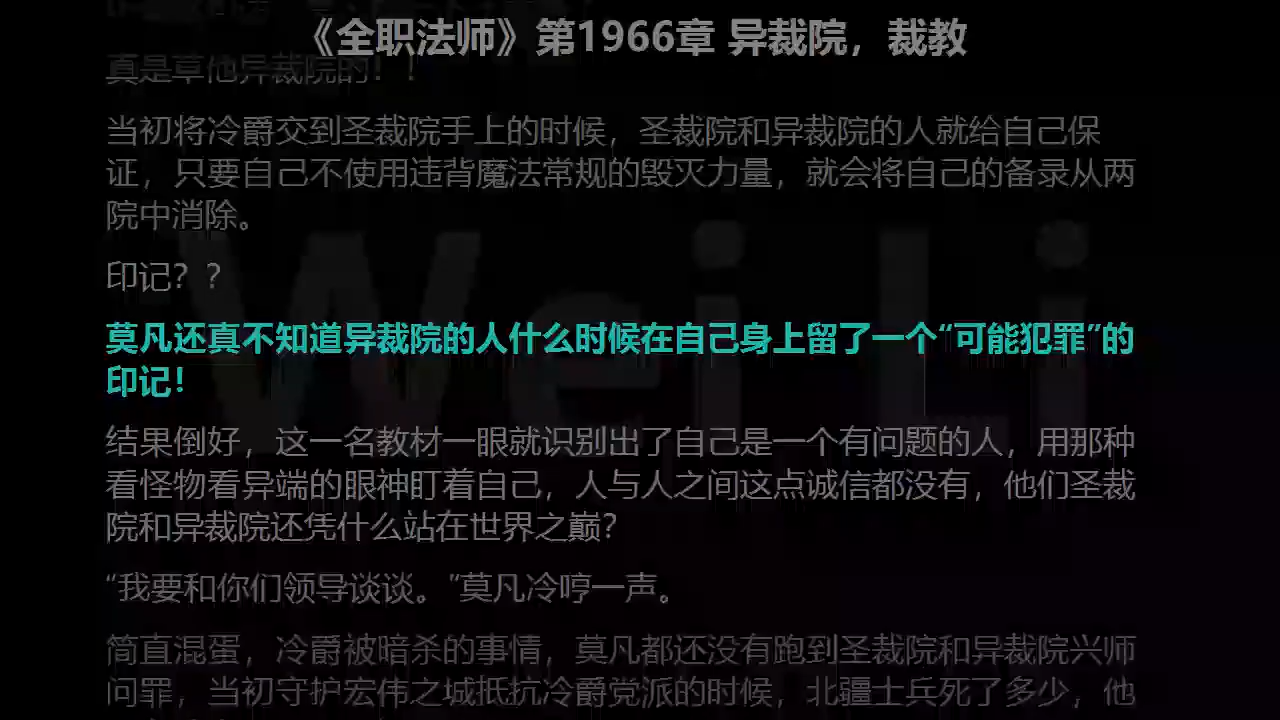 《全职法师》第1966章 异裁院，裁教
真是草他异裁院的！！
当初将冷爵交到圣裁院手上的时候，圣裁院和异裁院的人就给自己保
证，只要自己不使用违背魔法常规的毁灭力量，就会将自己的备录从两
院中消除。
印记？？
莫凡还真不知道异裁院的人什么时候在自己身上留了一个“可能犯罪”的
印记！
结果倒好，这一名教材一眼就识别出了自己是一个有问题的人，用那种
看怪物看异端的眼神盯着自己，人与人之间这点诚信都没有，他们圣裁
院和异裁院还凭什么站在世界之巅？
“我要和你们领导谈谈。”莫凡冷哼一声。
简直混蛋，冷爵被暗杀的事情，莫凡都还没有跑到圣裁院和异裁院兴师
问罪，当初守护宏伟之城抵抗冷爵党派的时候，北疆士兵死了多少，他
Wei Li